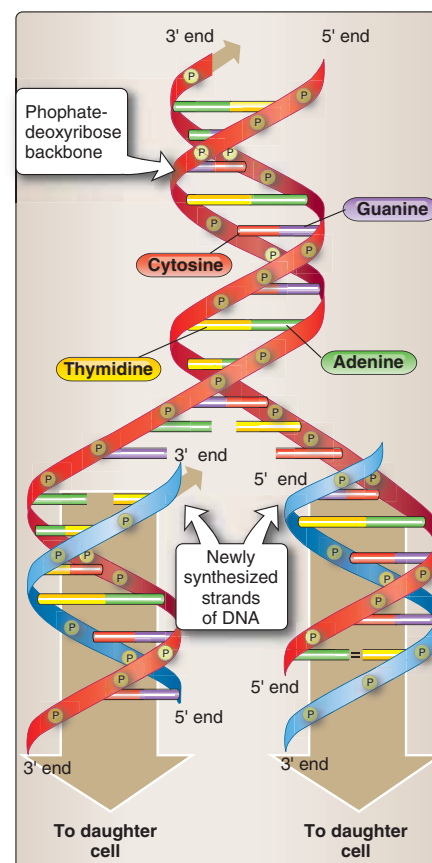 3' end
5' end
P
P
P
Phophate-
deoxyribose
backbone
P
P
P
P
P
Guanine
P
Cytosine
P
P
P
P
Thymidine
Adenine
P
P
P
P
P
P
3' end
5' end
P
P
P
P
P
P
P
Newly
synthesized
strands
of DNA
P
P
P
P
P
P
=
P
P
P
5' end
5' end
P
3' end
3' end
To daughter
cell
To daughter
cell